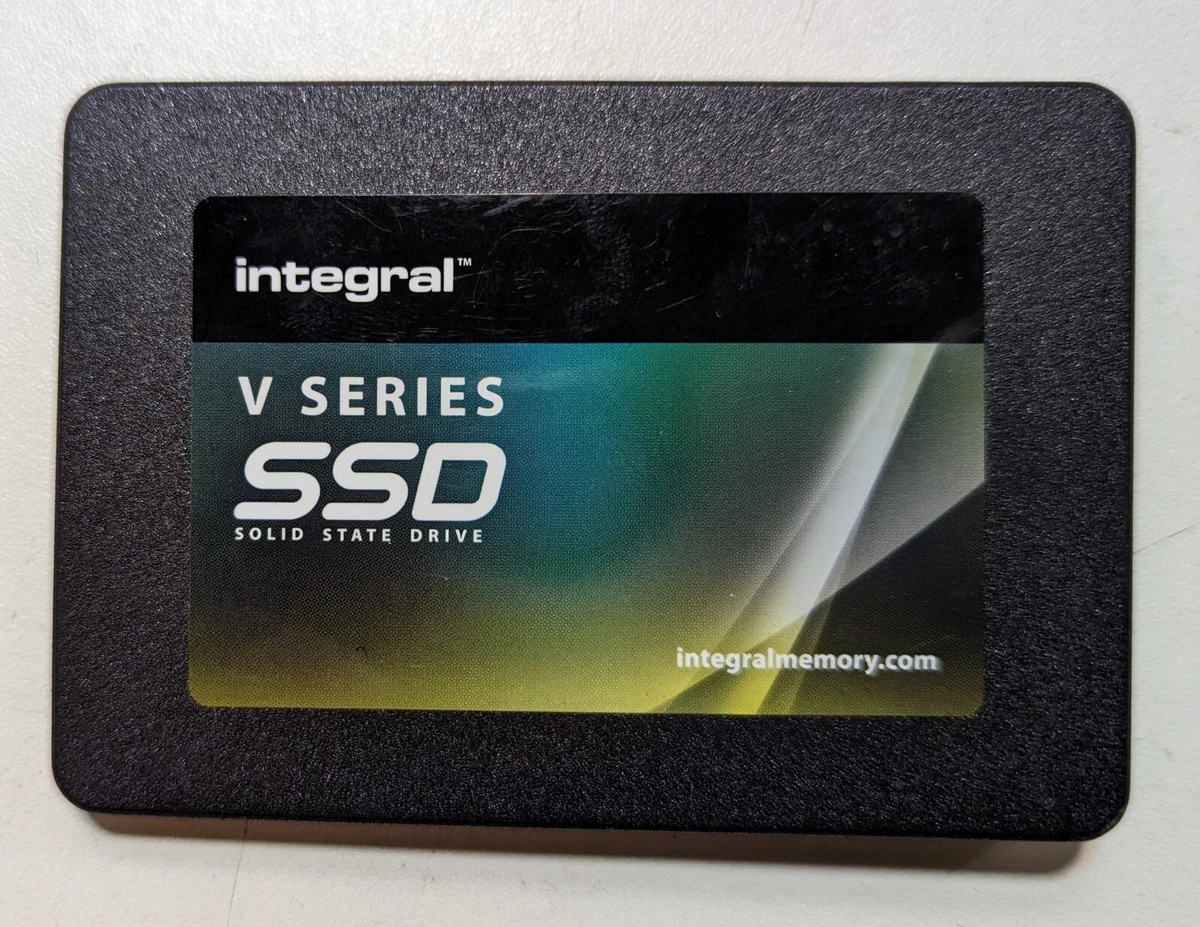 integral™
V SERIES
SSD
SOLID STATE DRIVE
integralmemory.com